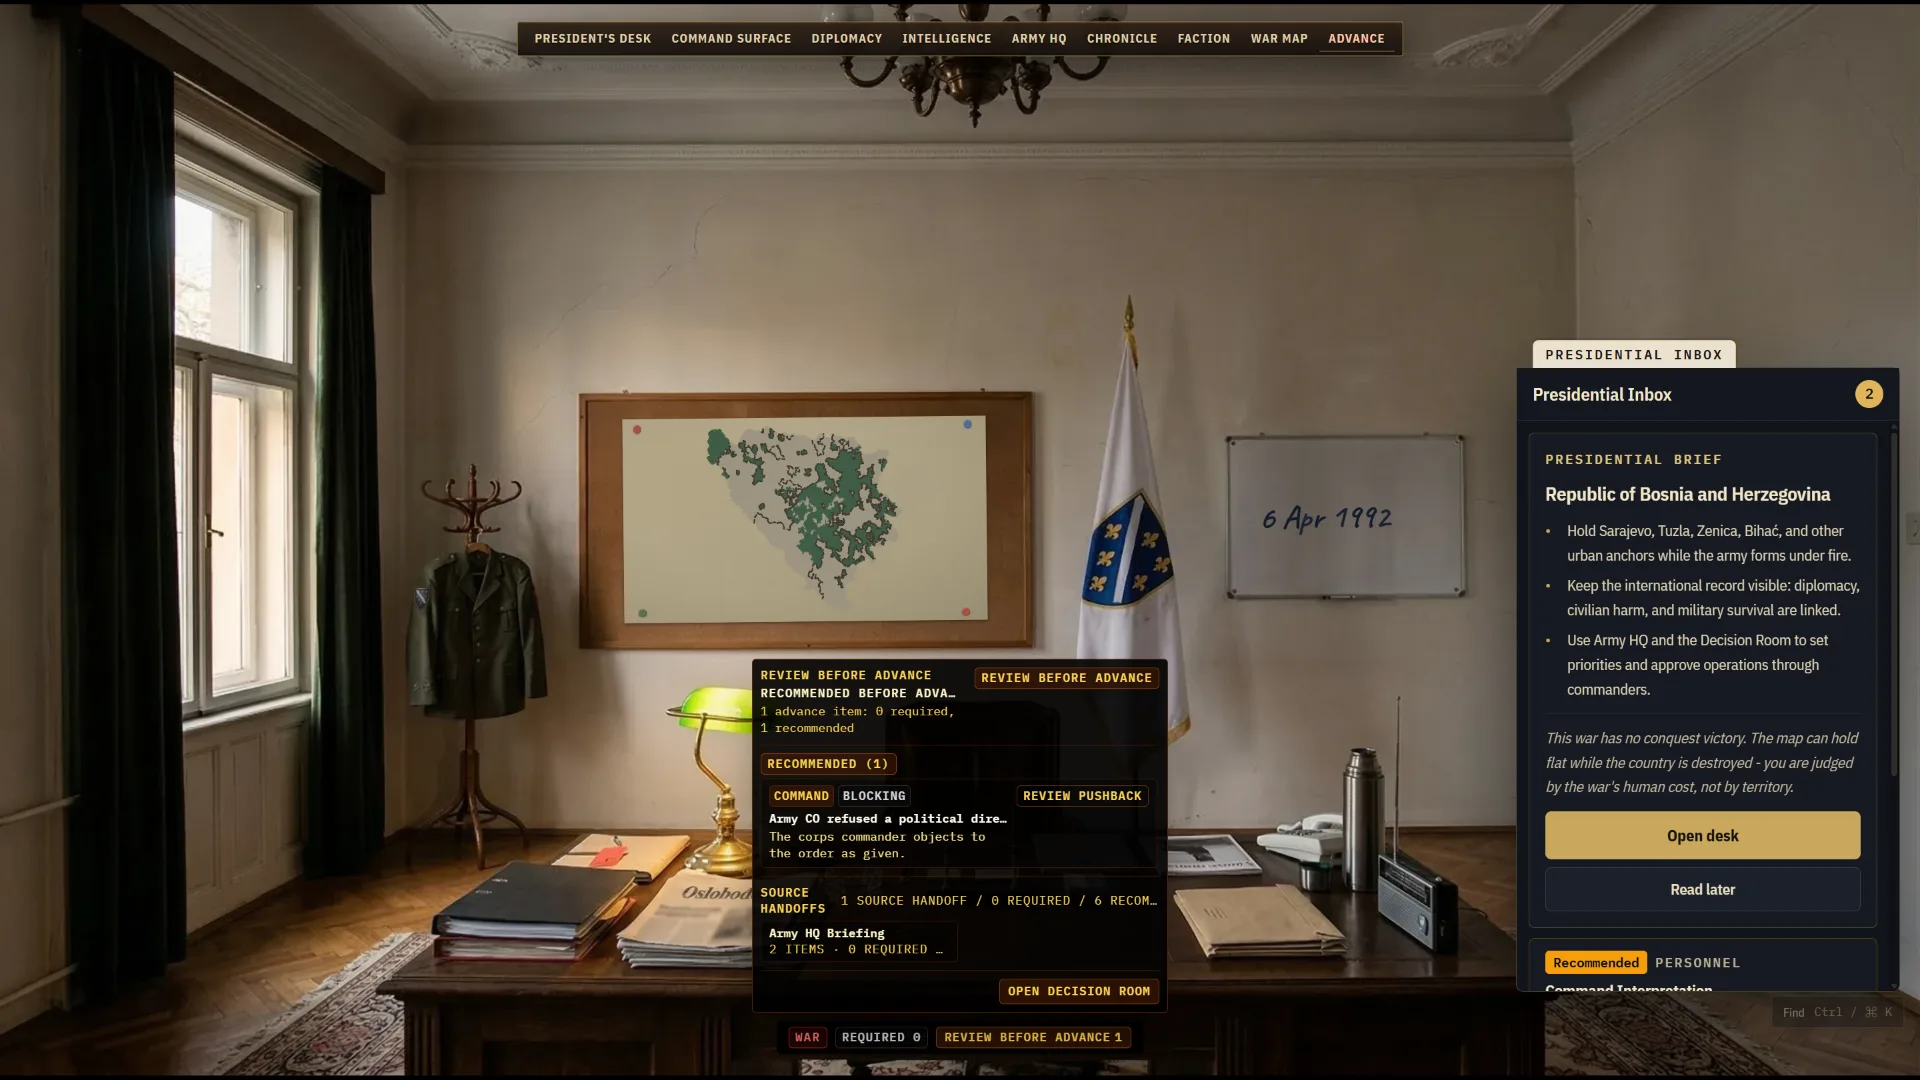 PRESIDENT'S DESK COMMAND SURFACE DIPLOMACY INTELLIGENCE ARMY HQ CHRONICLE FACTION WAR MAP ADVANCE
6 Apr 1992
Oslobođ
REVIEW BEFORE ADVANCE
RECOMMENDED BEFORE ADVA…
1 advance item: 0 required,
1 recommended
REVIEW BEFORE ADVANCE
RECOMMENDED (1)
COMMAND BLOCKING
REVIEW PUSHBACK
Army CO refused a political dire…
The corps commander objects to
the order as given.
SOURCE
HANDOFFS
1 SOURCE HANDOFF / 0 REQUIRED / 6 RECOM…
Army HQ Briefing
2 ITEMS · 0 REQUIRED …
OPEN DECISION ROOM
WAR REQUIRED 0 REVIEW BEFORE ADVANCE 1
PRESIDENTIAL INBOX
Presidential Inbox
2
PRESIDENTIAL BRIEF
Republic of Bosnia and Herzegovina
• Hold Sarajevo, Tuzla, Zenica, Bihać, and other
urban anchors while the army forms under fire.
• Keep the international record visible: diplomacy,
civilian harm, and military survival are linked.
• Use Army HQ and the Decision Room to set
priorities and approve operations through
commanders.
This war has no conquest victory. The map can hold
flat while the country is destroyed - you are judged
by the war's human cost, not by territory.
Open desk
Read later
Recommended PERSONNEL
Command Interpretation
Find Ctrl / ⌘ K